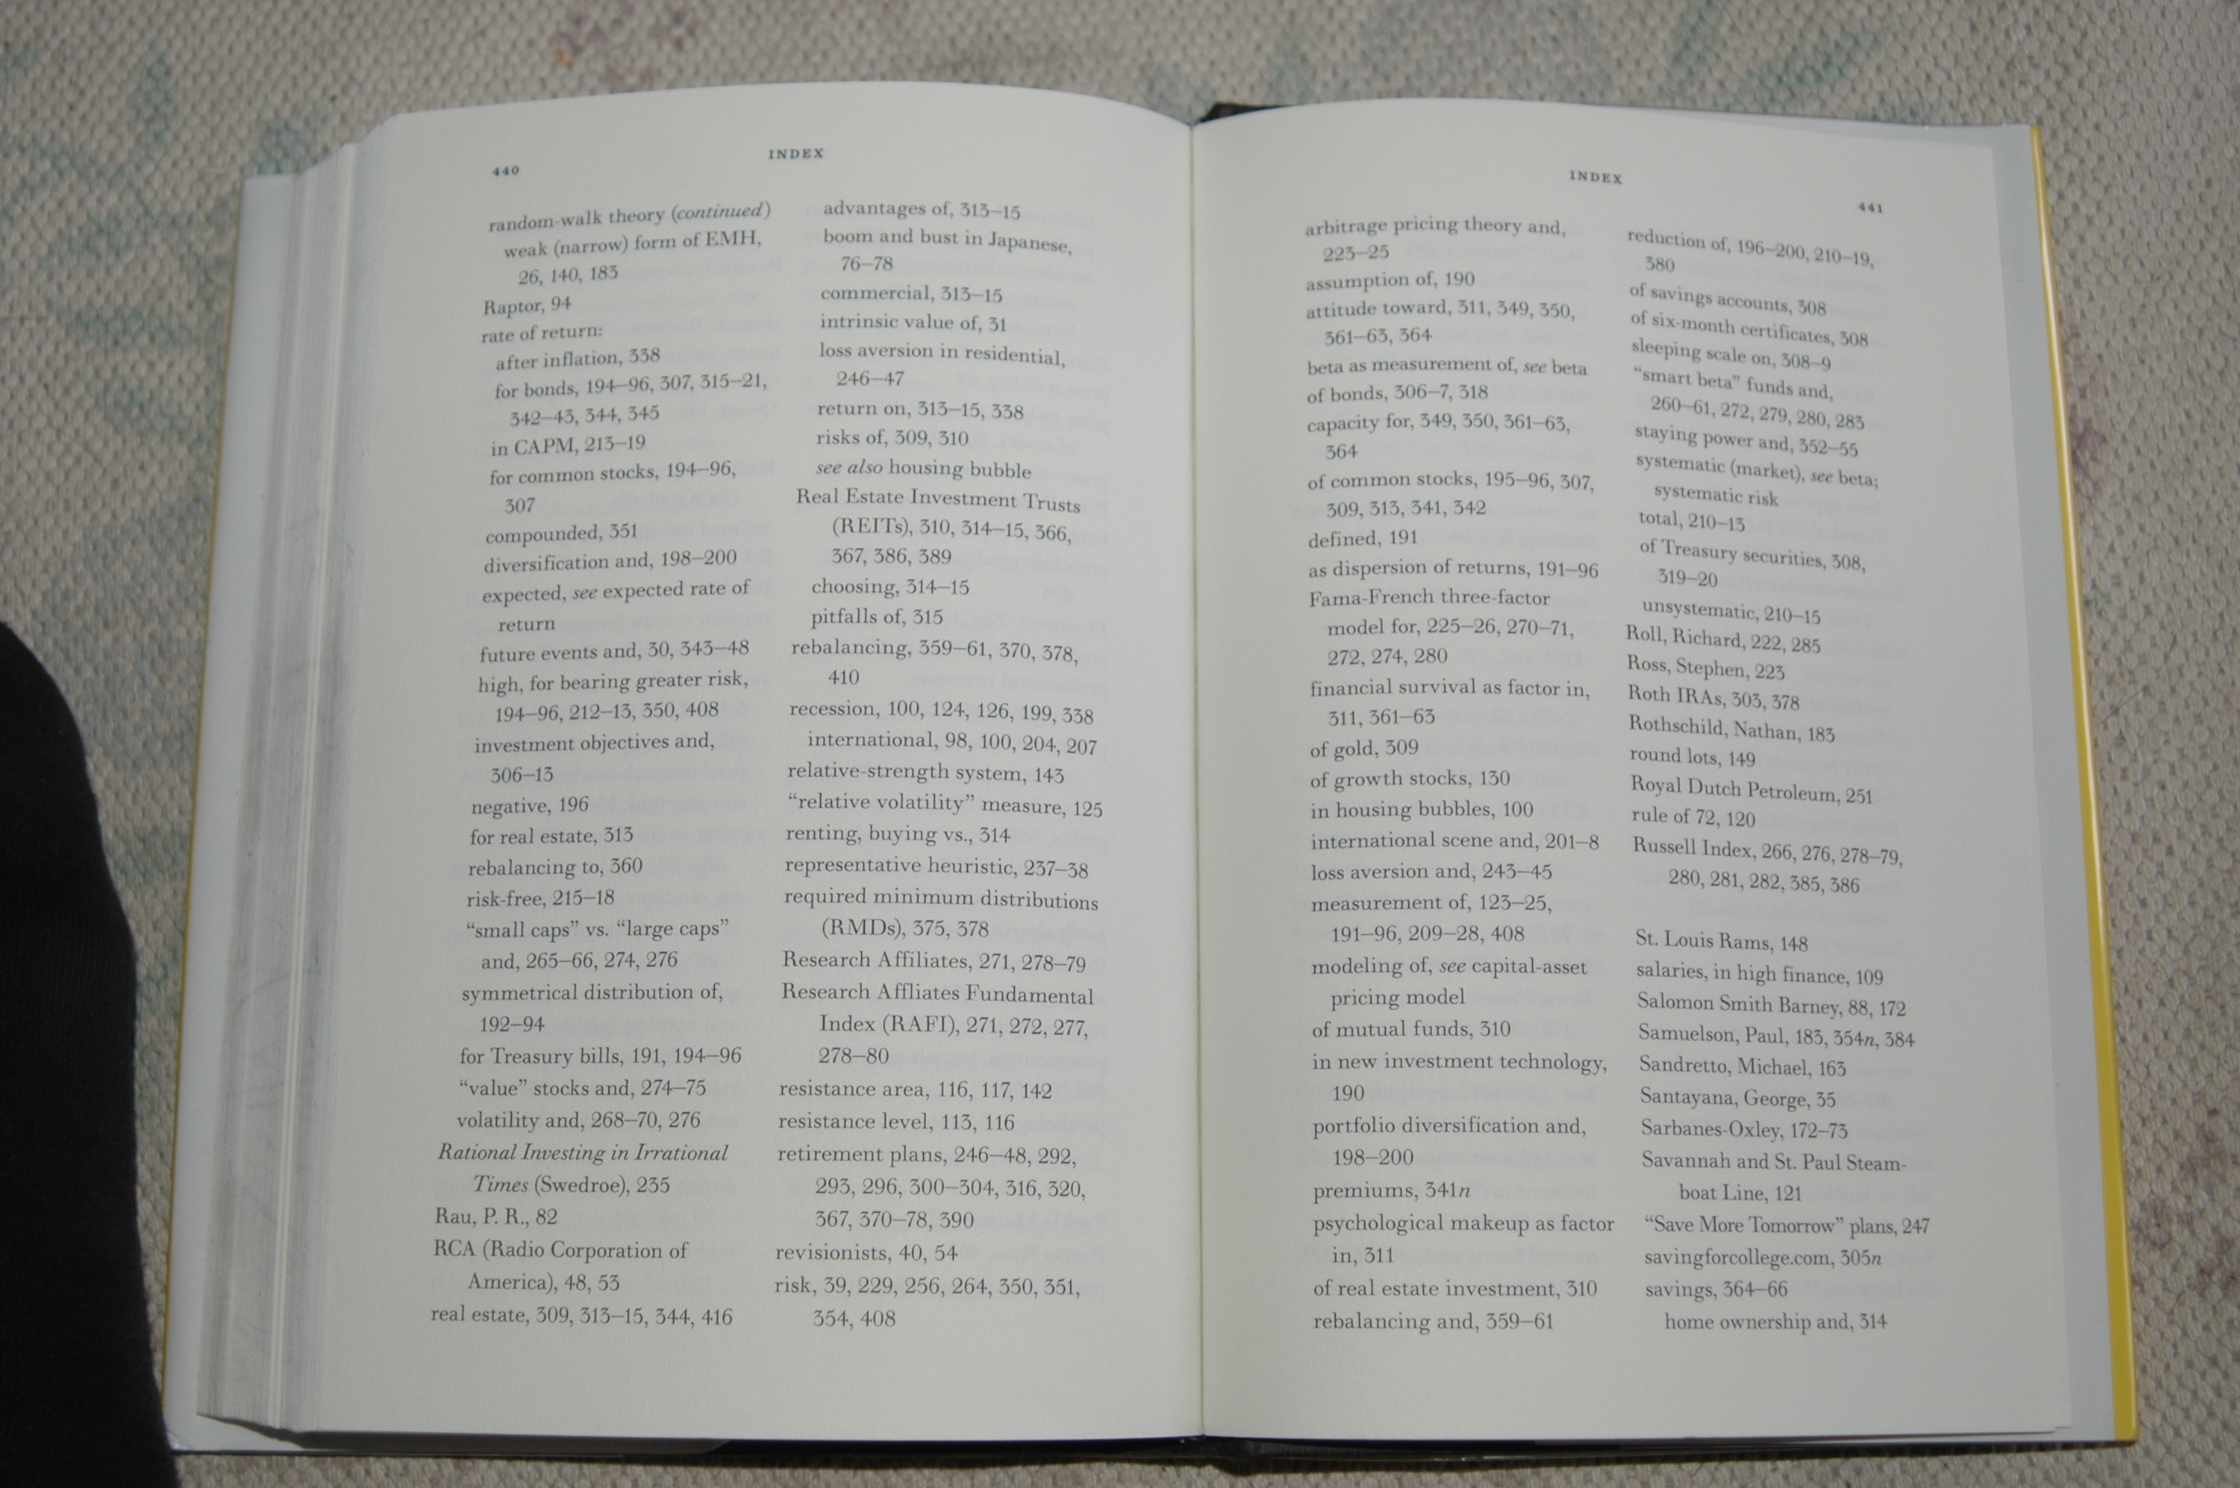 440
INDEX
random-walk theory (continued)
weak (narrow) form of EMH,
26, 140, 183
Raptor, 94
rate of return:
after inflation, 338
for bonds, 194–96, 307, 315–21,
342–43, 344, 345
in CAPM, 213–19
for common stocks, 194–96,
307
compounded, 351
diversification and, 198–200
expected, see expected rate of
return
future events and, 30, 343–48
high, for bearing greater risk,
194–96, 212–13, 350, 408
investment objectives and,
306–13
negative, 196
for real estate, 313
rebalancing to, 360
risk-free, 215–18
“small caps” vs. “large caps”
and, 265–66, 274, 276
symmetrical distribution of,
192–94
for Treasury bills, 191, 194–96
“value” stocks and, 274–75
volatility and, 268–70, 276
Rational Investing in Irrational
Times (Swedroe), 235
Rau, P. R., 82
RCA (Radio Corporation of
America), 48, 53
real estate, 309, 313–15, 344, 416
advantages of, 313–15
boom and bust in Japanese,
76–78
commercial, 313–15
intrinsic value of, 31
loss aversion in residential,
246–47
return on, 313–15, 338
risks of, 309, 310
see also housing bubble
Real Estate Investment Trusts
(REITs), 310, 314–15, 366,
367, 386, 389
choosing, 314–15
pitfalls of, 315
rebalancing, 359–61, 370, 378,
410
recession, 100, 124, 126, 199, 338
international, 98, 100, 204, 207
relative-strength system, 143
“relative volatility” measure, 125
renting, buying vs., 314
representative heuristic, 237–38
required minimum distributions
(RMDs), 375, 378
Research Affiliates, 271, 278–79
Research Affliates Fundamental
Index (RAFI), 271, 272, 277,
278–80
resistance area, 116, 117, 142
resistance level, 113, 116
retirement plans, 246–48, 292,
293, 296, 300–304, 316, 320,
367, 370–78, 390
revisionists, 40, 54
risk, 39, 229, 256, 264, 350, 351,
354, 408
INDEX
441
arbitrage pricing theory and,
223–25
assumption of, 190
attitude toward, 311, 349, 350,
361–63, 364
beta as measurement of, see beta
of bonds, 306–7, 318
capacity for, 349, 350, 361–63,
364
of common stocks, 195–96, 307,
309, 313, 341, 342
defined, 191
as dispersion of returns, 191–96
Fama-French three-factor
model for, 225–26, 270–71,
272, 274, 280
financial survival as factor in,
311, 361–63
of gold, 309
of growth stocks, 130
in housing bubbles, 100
international scene and, 201–8
loss aversion and, 243–45
measurement of, 123–25,
191–96, 209–28, 408
modeling of, see capital-asset
pricing model
of mutual funds, 310
in new investment technology,
190
portfolio diversification and,
198–200
premiums, 341n
psychological makeup as factor
in, 311
of real estate investment, 310
rebalancing and, 359–61
reduction of, 196–200, 210–19,
380
of savings accounts, 308
of six-month certificates, 308
sleeping scale on, 308–9
“smart beta” funds and,
260–61, 272, 279, 280, 283
staying power and, 352–55
systematic (market), see beta;
systematic risk
total, 210–13
of Treasury securities, 308,
319–20
unsystematic, 210–15
Roll, Richard, 222, 285
Ross, Stephen, 223
Roth IRAs, 303, 378
Rothschild, Nathan, 183
round lots, 149
Royal Dutch Petroleum, 251
rule of 72, 120
Russell Index, 266, 276, 278–79,
280, 281, 282, 385, 386
St. Louis Rams, 148
salaries, in high finance, 109
Salomon Smith Barney, 88, 172
Samuelson, Paul, 183, 354n, 384
Sandretto, Michael, 163
Santayana, George, 35
Sarbanes-Oxley, 172–73
Savannah and St. Paul Steam-
boat Line, 121
“Save More Tomorrow” plans, 247
savingforcollege.com, 305n
savings, 364–66
home ownership and, 314